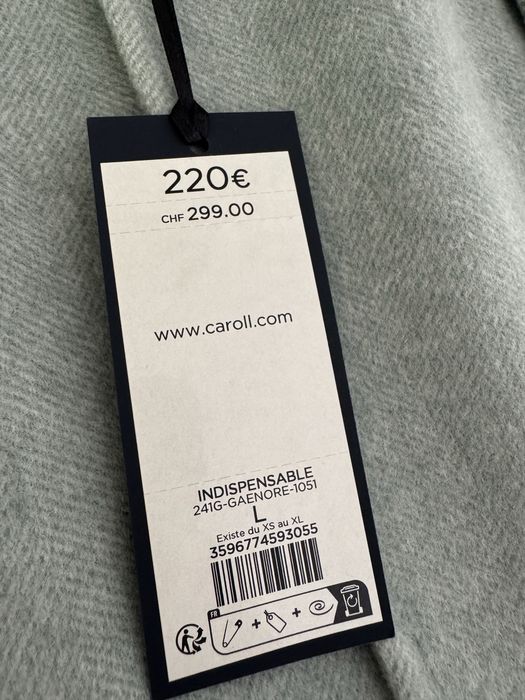 220€
CHF 299.00
www.caroll.com
INDISPENSABLE
241G-GAENORE-1051
L
Existe du XS au XL
3596774593055
FR
+ +